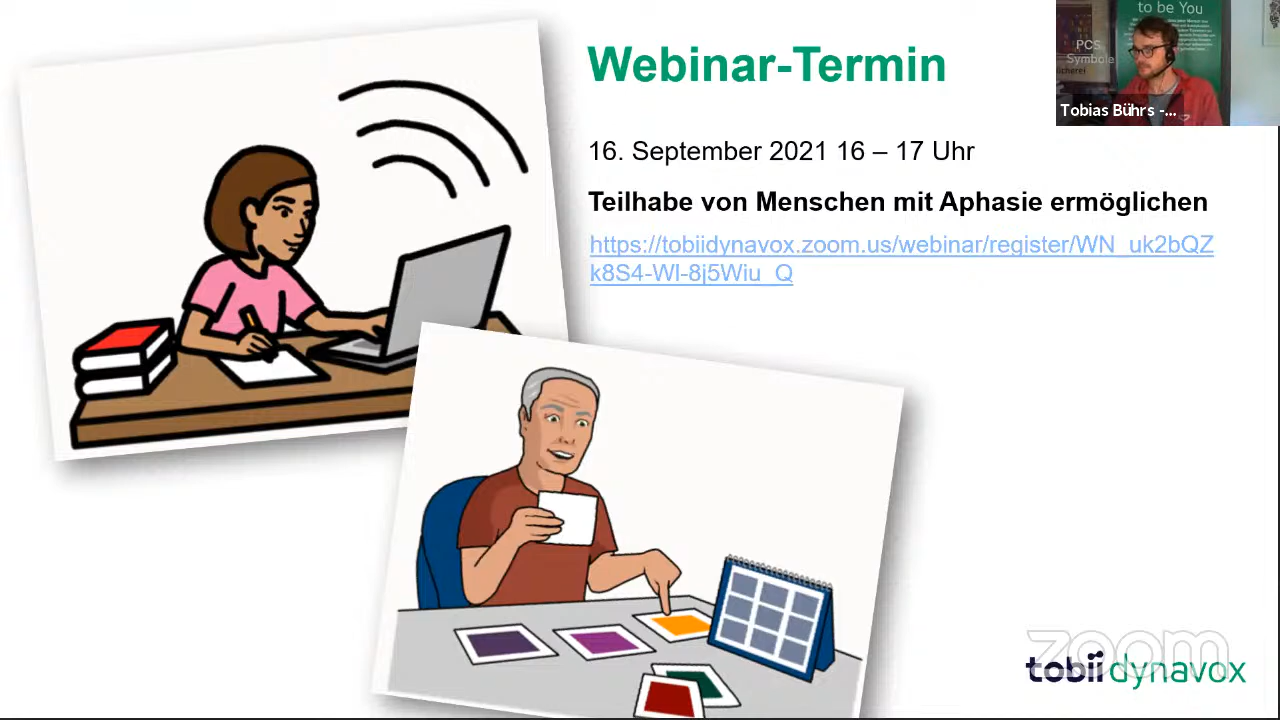 Webinar-Termin
16. September 2021 16 – 17 Uhr
Teilhabe von Menschen mit Aphasie ermöglichen
https://tobiidynavox.zoom.us/webinar/register/WN_uk2bQZ
k8S4-WI-8j5Wiu_Q
to be You
PCS
Symbole
Tobias Bührs -...
zoom
tobii dynavox